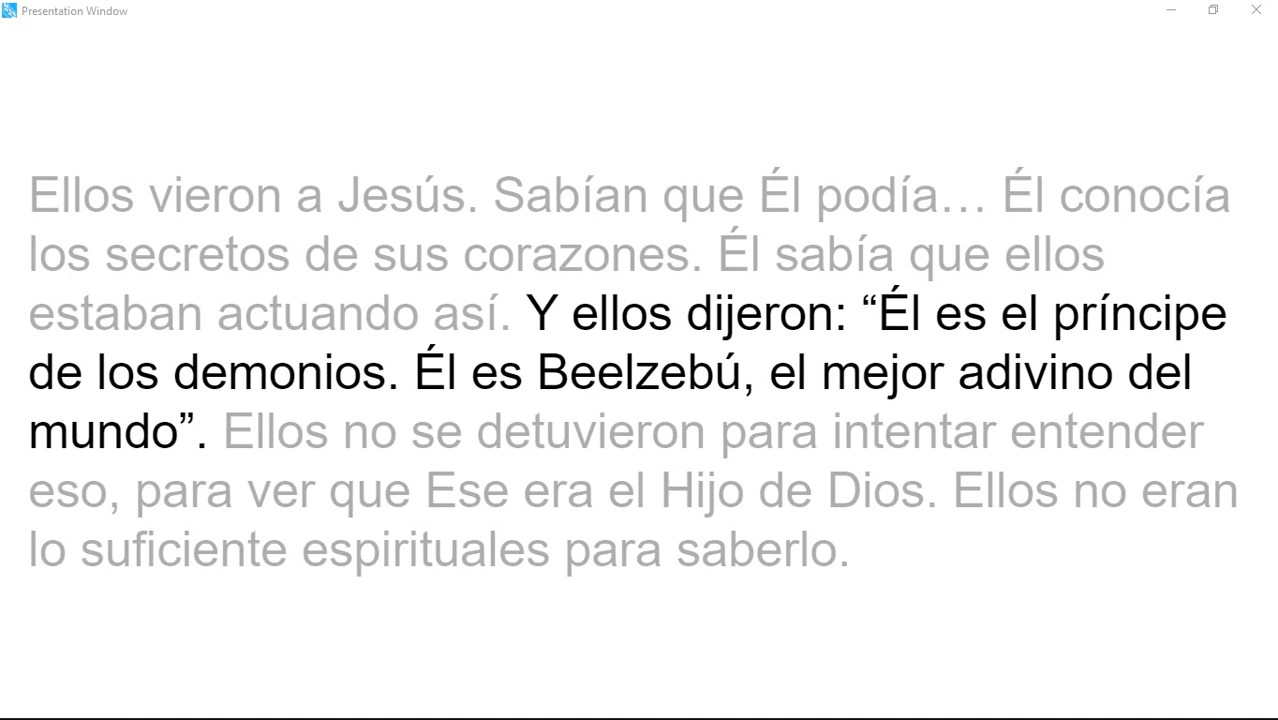 Presentation Window
Ellos vieron a Jesús. Sabían que Él podía… Él conocía
los secretos de sus corazones. Él sabía que ellos
estaban actuando así. Y ellos dijeron: “Él es el príncipe
de los demonios. Él es Beelzebú, el mejor adivino del
mundo”. Ellos no se detuvieron para intentar entender
eso, para ver que Ese era el Hijo de Dios. Ellos no eran
lo suficiente espirituales para saberlo.